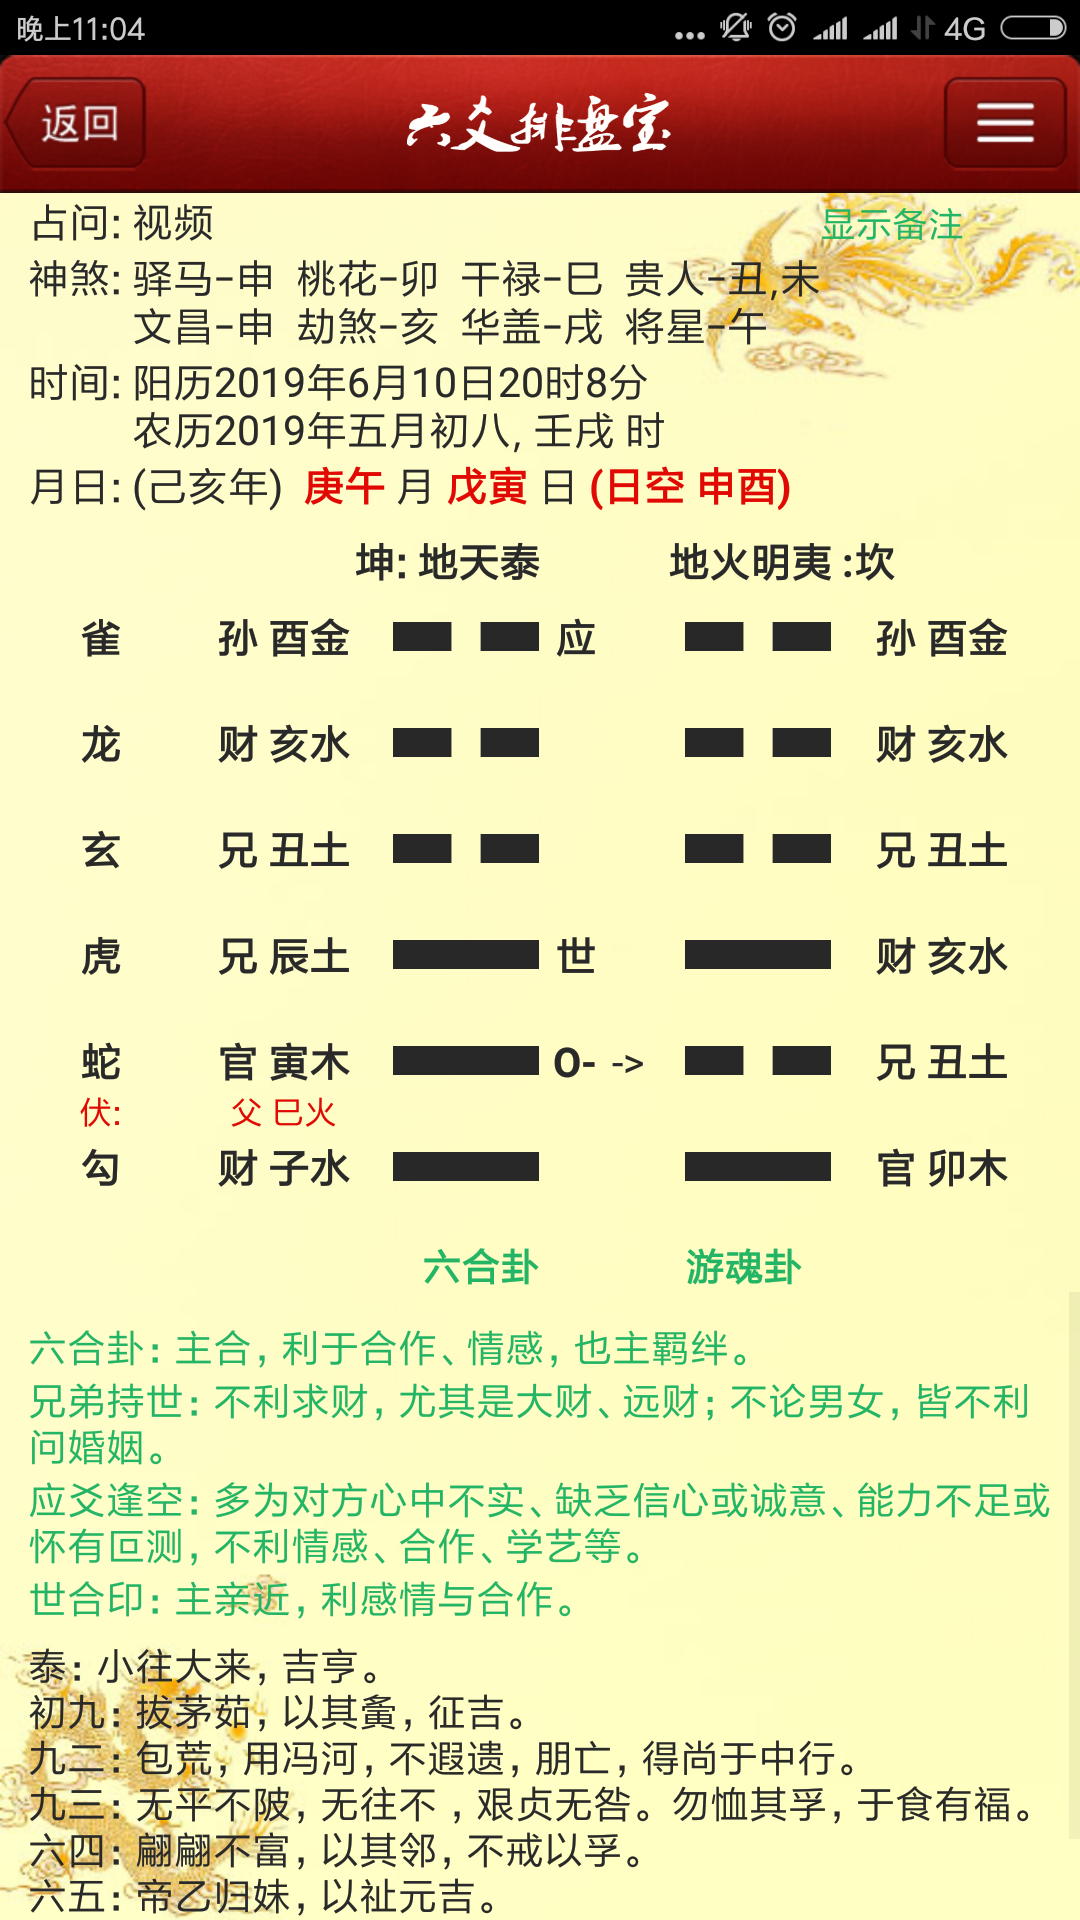 晚上11:04 ... 4G
返回 六爻排盘宝
占问: 视频 显示备注
神煞: 驿马-申 桃花-卯 干禄-巳 贵人-丑,未
文昌-申 劫煞-亥 华盖-戌 将星-午
时间: 阳历2019年6月10日20时8分
农历2019年五月初八, 壬戌 时
月日: (己亥年) 庚午 月 戊寅 日 (日空 申酉)
坤: 地天泰 地火明夷 :坎
雀 孙 酉金 应 孙 酉金
龙 财 亥水 财 亥水
玄 兄 丑土 兄 丑土
虎 兄 辰土 世 财 亥水
蛇 官 寅木 O- -> 兄 丑土
伏: 父 巳火
勾 财 子水 官 卯木
六合卦 游魂卦
六合卦: 主合, 利于合作、情感, 也主羁绊。
兄弟持世: 不利求财, 尤其是大财、远财; 不论男女, 皆不利
问婚姻。
应爻逢空: 多为对方心中不实、缺乏信心或诚意、能力不足或
怀有叵测, 不利情感、合作、学艺等。
世合印: 主亲近, 利感情与合作。
泰: 小往大来, 吉亨。
初九: 拔茅茹, 以其夤, 征吉。
九二: 包荒, 用冯河, 不遐遗, 朋亡, 得尚于中行。
九三: 无平不陂, 无往不 , 艰贞无咎。勿恤其孚, 于食有福。
六四: 翩翩不富, 以其邻, 不戒以孚。
六五: 帝乙归妹, 以祉元吉。